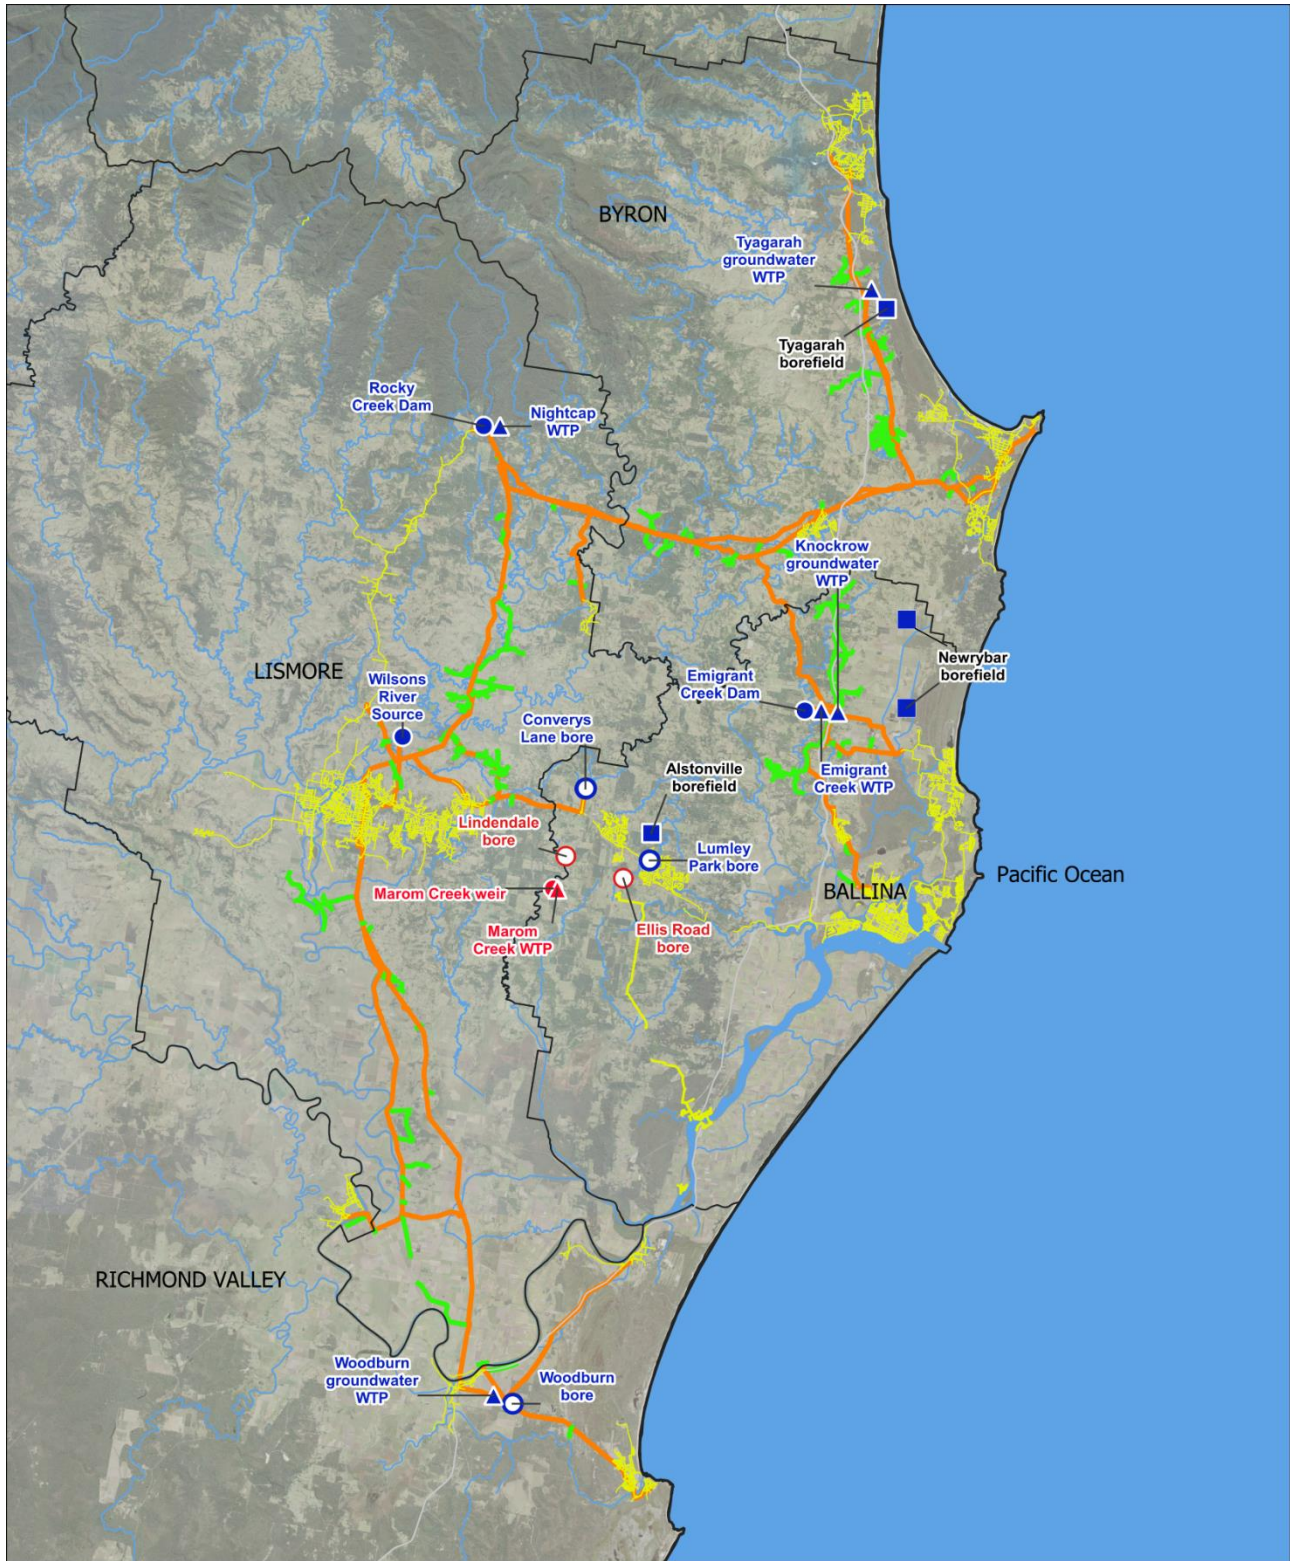 BYRON
Tyagarah
groundwater
WTP
Tyagarah
borefield
Rocky
Creek Dam
Nightcap
WTP
Knockrow
groundwater
WTP
LISMORE
Newrybar
borefield
Wilsons
River
Source
Emigrant
Creek Dam
Converys
Lane bore
Alstonville
borefield
Emigrant
Creek WTP
Lindendale
bore
Lumley
Park bore
Pacific Ocean
Marom Creek weir
BALLINA
Marom
Creek WTP
Ellis Road
bore
RICHMOND VALLEY
Woodburn
groundwater
WTP
Woodburn
bore